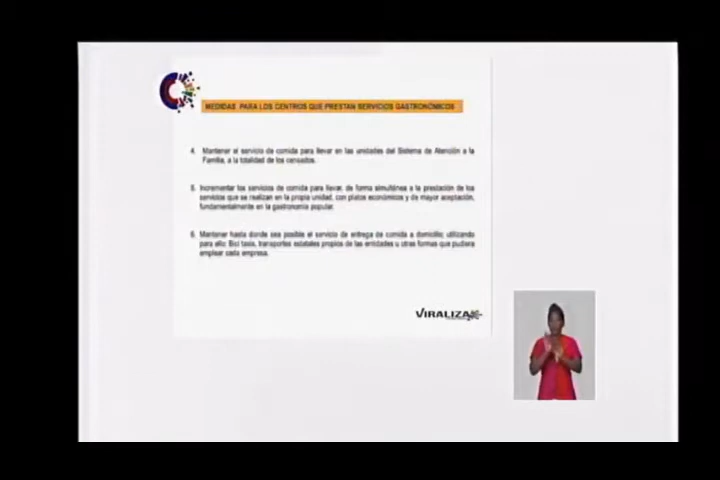 MEDIDAS PARA LOS CENTROS QUE PRESTAN SERVICIOS GASTRONÓMICOS
4. Mantener el servicio de comida para llevar en las unidades del Sistema de Atención a la
Familia, a la totalidad de los censados.
5. Incrementar los servicios de comida para llevar, de forma simultánea a la prestación de los
servicios que se realizan en la propia unidad, con platos económicos y de mayor aceptación,
fundamentalmente en la gastronomía popular.
6. Mantener hasta donde sea posible el servicio de entrega de comida a domicilio; utilizando
para ello: Bici taxis, transportes estatales propios de las entidades u otras formas que pudiera
emplear cada empresa.
VIRALIZA